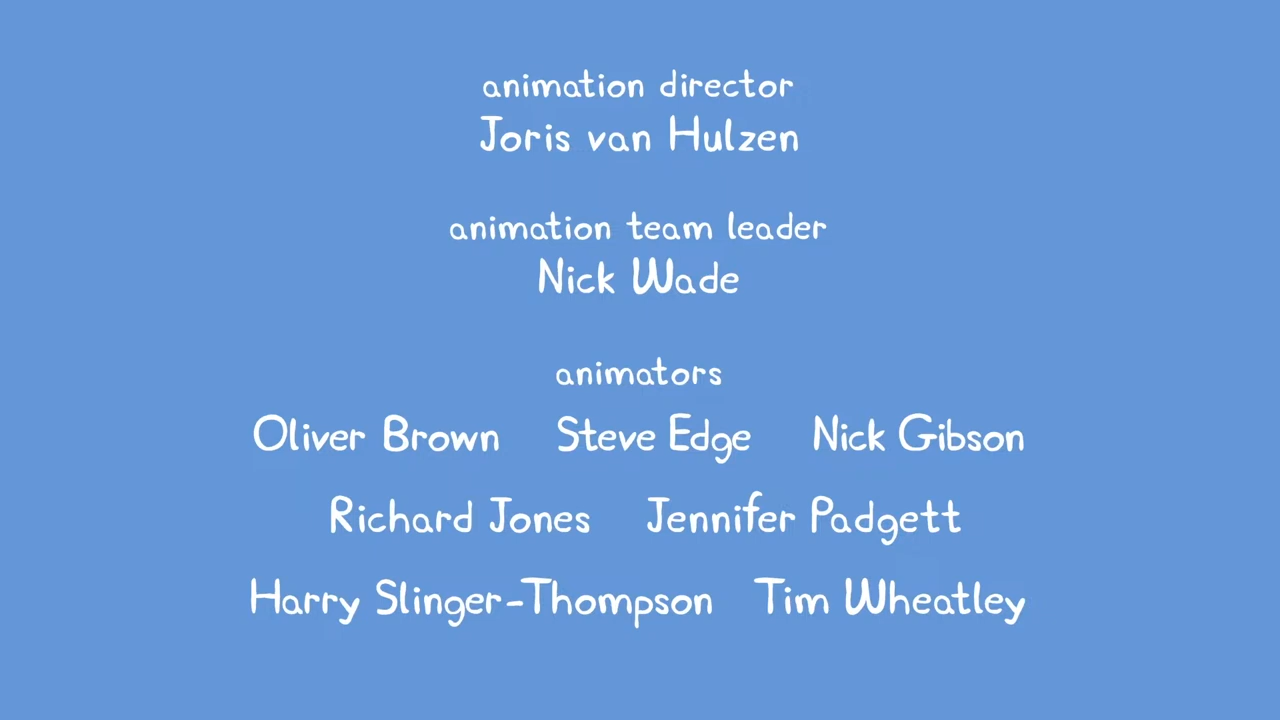 animation director
Joris van Hulzen
animation team leader
Nick Wade
animators
Oliver Brown Steve Edge Nick Gibson
Richard Jones Jennifer Padgett
Harry Slinger-Thompson Tim Wheatley